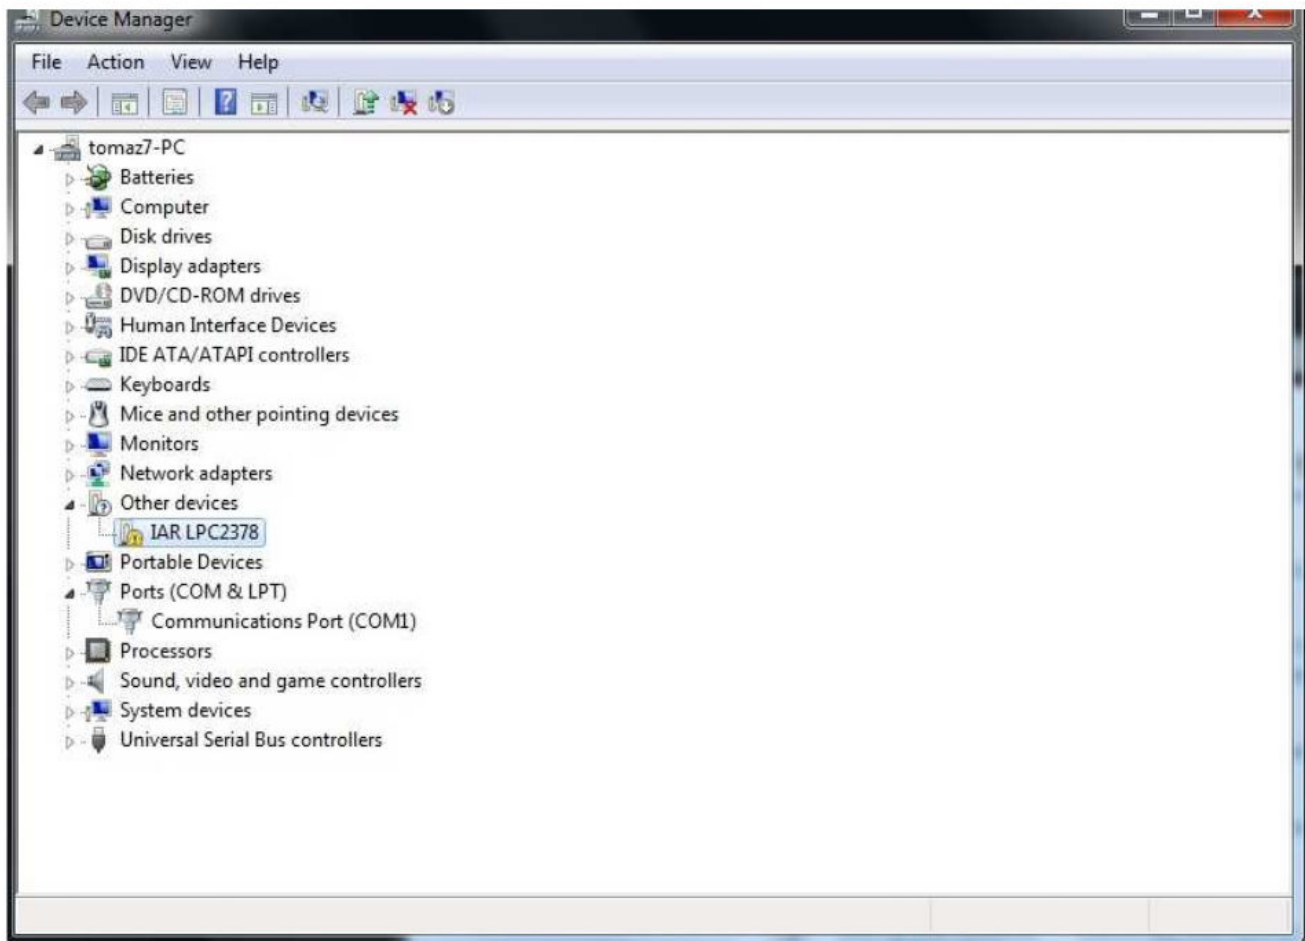 Device Manager
File Action View Help
tomaz7-PC
Batteries
Computer
Disk drives
Display adapters
DVD/CD-ROM drives
Human Interface Devices
IDE ATA/ATAPI controllers
Keyboards
Mice and other pointing devices
Monitors
Network adapters
Other devices
IAR LPC2378
Portable Devices
Ports (COM & LPT)
Communications Port (COM1)
Processors
Sound, video and game controllers
System devices
Universal Serial Bus controllers